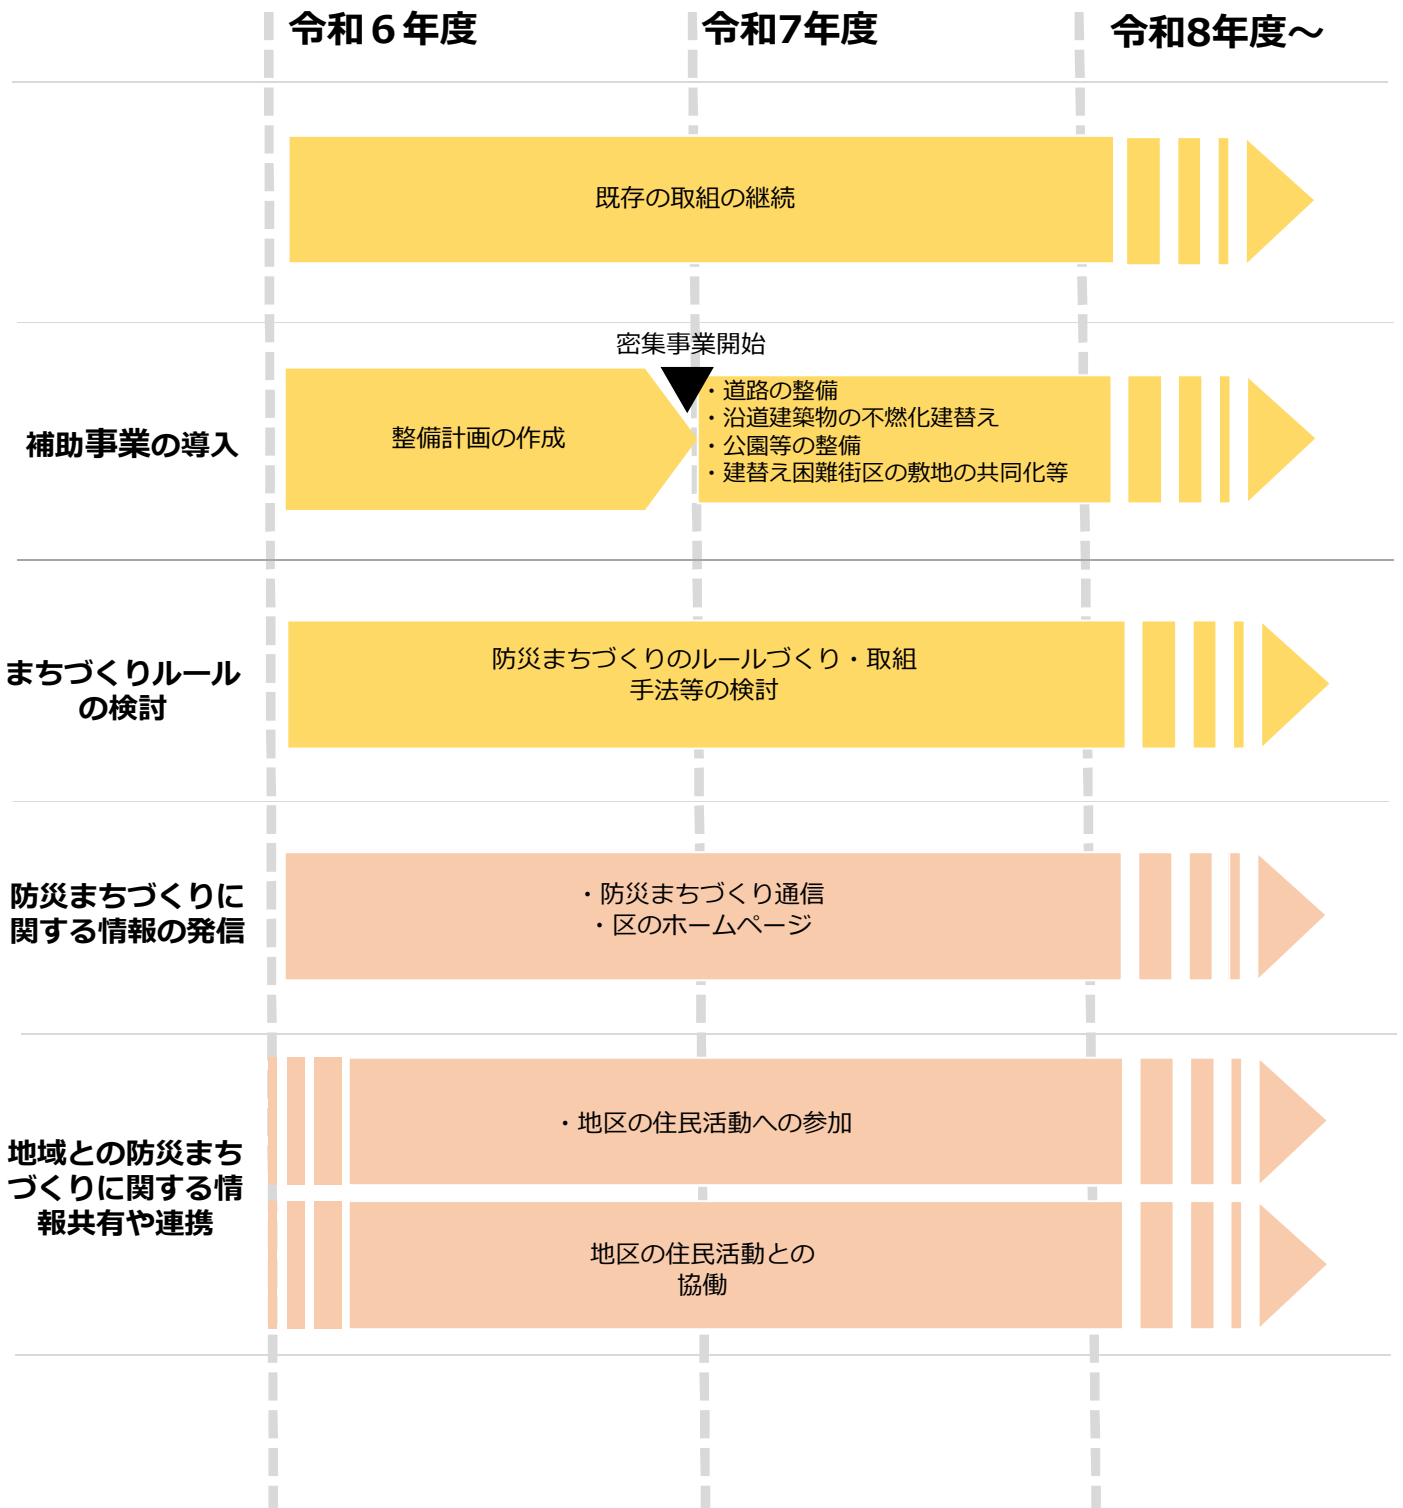 令和６年度
令和7年度
令和8年度～
既存の取組の継続
補助事業の導入
密集事業開始
整備計画の作成
・道路の整備
・沿道建築物の不燃化建替え
・公園等の整備
・建替え困難街区の敷地の共同化等
まちづくりルール
の検討
防災まちづくりのルールづくり・取組
手法等の検討
防災まちづくりに
関する情報の発信
・防災まちづくり通信
・区のホームページ
地域との防災まち
づくりに関する情
報共有や連携
・地区の住民活動への参加
地区の住民活動との
協働